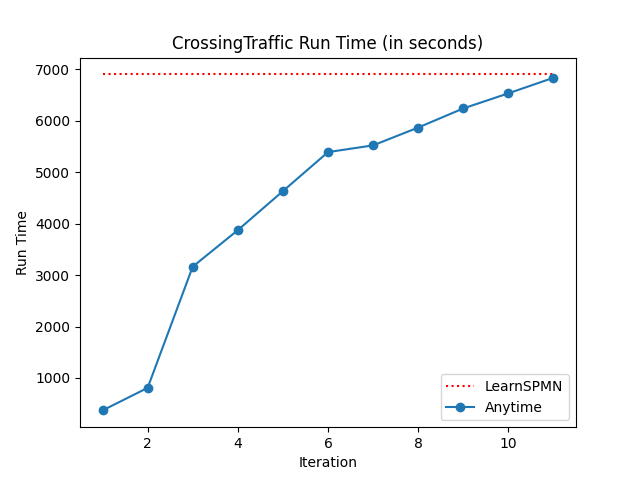 CrossingTraffic Run Time (in seconds)
7000
6000
5000
4000
3000
2000
1000
Run Time
LearnSPMN
Anytime
2 4 6 8 10
Iteration